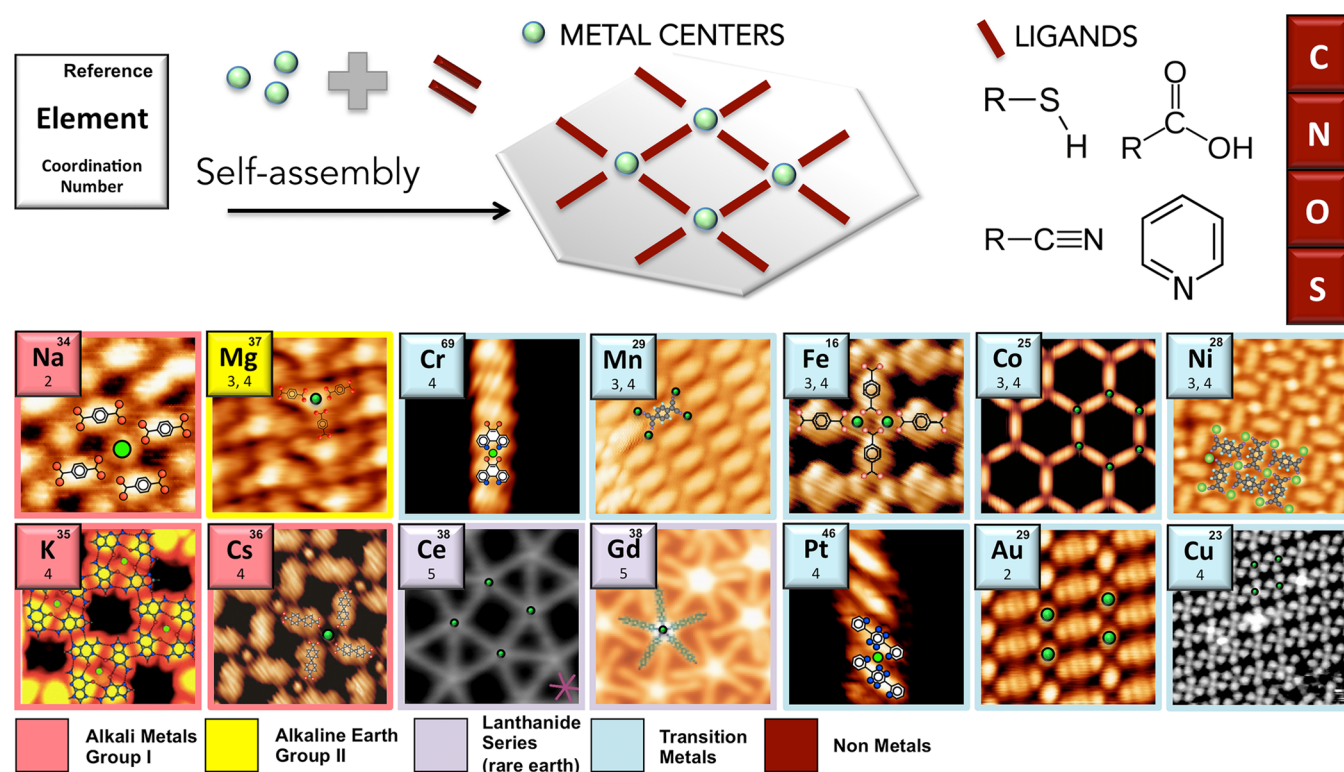 Reference
Element
Coordination
Number
Self-assembly
METAL CENTERS
LIGANDS
R
S
H
O
R
C
OH
R
C
N
N
C
N
O
S
34
Na
2
37
Mg
3, 4
69
Cr
4
29
Mn
3, 4
16
Fe
3, 4
25
Co
3, 4
28
Ni
3, 4
35
K
4
36
Cs
4
38
Ce
5
38
Gd
5
46
Pt
4
29
Au
2
23
Cu
4
Alkali Metals
Group I
Alkaline Earth
Group II
Lanthanide
Series
(rare earth)
Transition
Metals
Non Metals